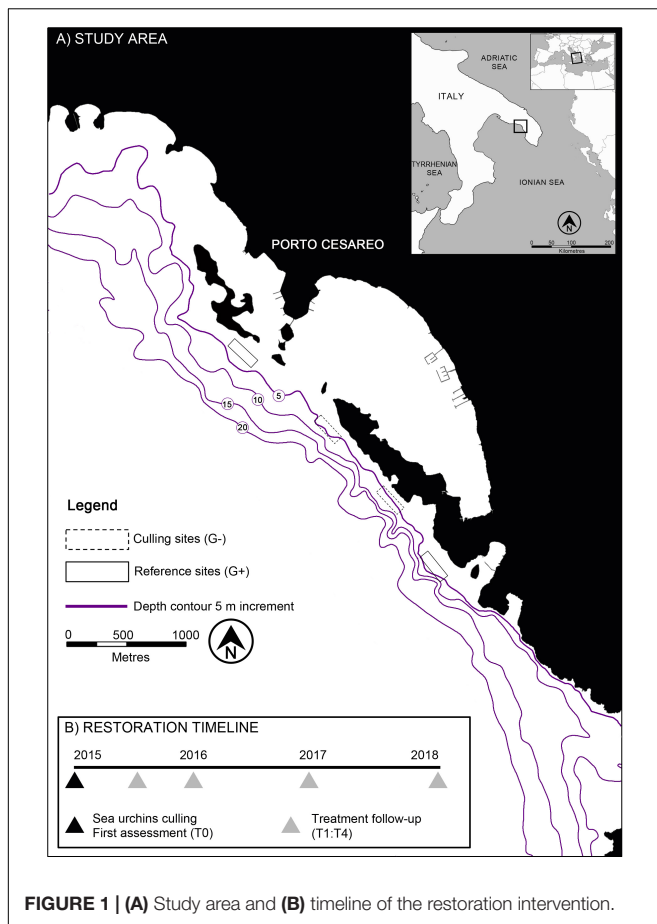 A) STUDY AREA
ADRIATIC
SEA
ITALY
TYRRHENIAN
SEA
IONIAN SEA
N
0 50 100 200
Kilometres
PORTO CESAREO
5
10
15
20
Legend
Culling sites (G-)
Reference sites (G+)
Depth contour 5 m increment
0 500 1000
Metres
N
B) RESTORATION TIMELINE
2015 2016 2017 2018
Sea urchins culling
First assessment (T0)
Treatment follow-up
(T1:T4)
FIGURE 1 | (A) Study area and (B) timeline of the restoration intervention.